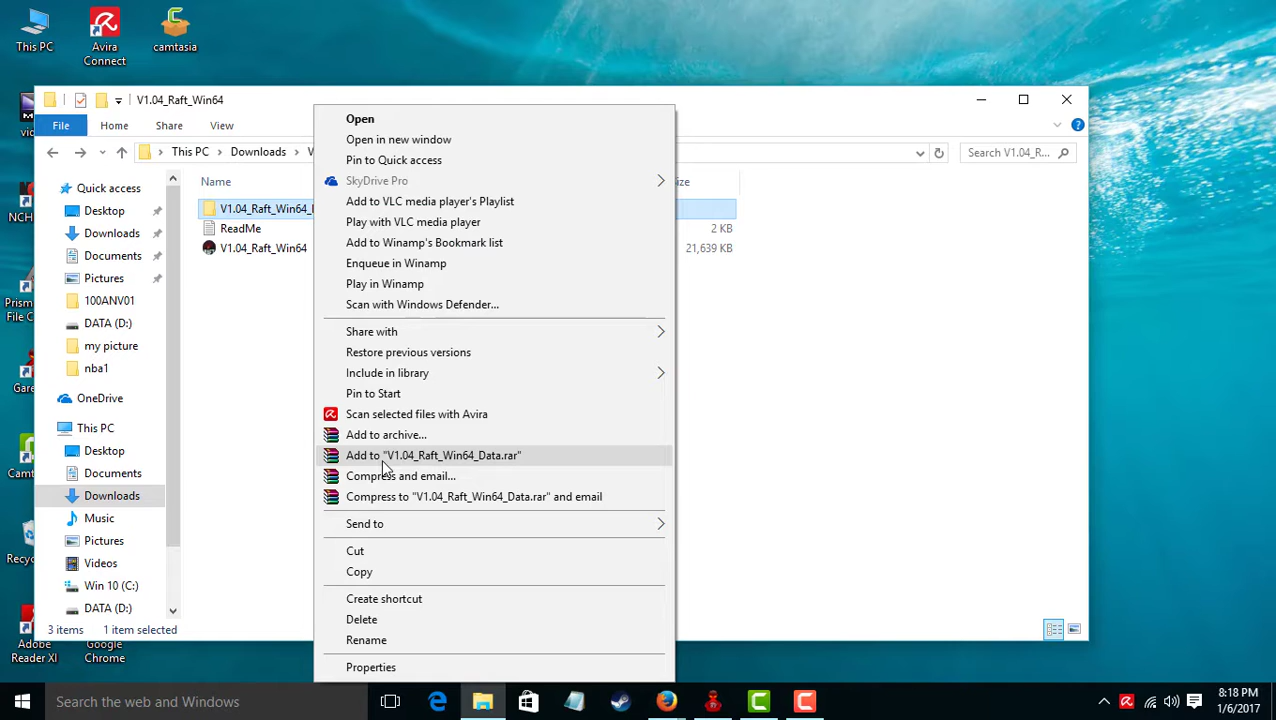 This PC
Avira
Connect
camtasia
V1.04_Raft_Win64
File
Home
Share
View
This PC
Downloads
Search V1.04_R...
Name
Size
Quick access
Desktop
Downloads
Documents
Pictures
100ANV01
DATA (D:)
my picture
nba1
OneDrive
This PC
Desktop
Documents
Downloads
Music
Pictures
Videos
Win 10 (C:)
DATA (D:)
ReadMe
2 KB
V1.04_Raft_Win64
21,639 KB
Open
Open in new window
Pin to Quick access
SkyDrive Pro
Add to VLC media player's Playlist
Play with VLC media player
Add to Winamp's Bookmark list
Enqueue in Winamp
Play in Winamp
Scan with Windows Defender...
Share with
Restore previous versions
Include in library
Pin to Start
Scan selected files with Avira
Add to archive...
Add to "V1.04_Raft_Win64_Data.rar"
Compress and email...
Compress to "V1.04_Raft_Win64_Data.rar" and email
Send to
Cut
Copy
Create shortcut
Delete
Rename
Properties
3 items
1 item selected
Adobe
Reader XI
Google
Chrome
Search the web and Windows
8:18 PM
1/6/2017